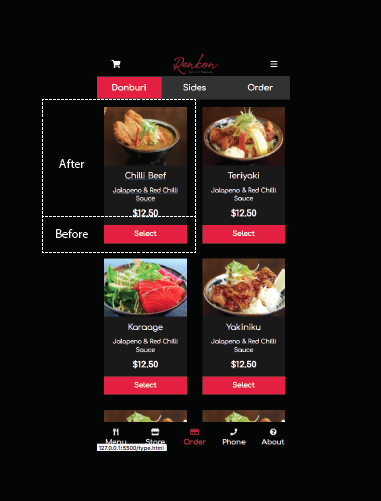 Renkon
Donburi Sides Order
After
Chilli Beef
Jalapeno & Red Chilli
Sauce
$12.50
Before
Select
Teriyaki
Jalapeno & Red Chilli
Sauce
$12.50
Select
Karaage
Jalapeno & Red Chilli
Sauce
$12.50
Select
Yakiniku
Jalapeno & Red Chilli
Sauce
$12.50
Select
Menu Store Order Phone About
127.0.0.1:5500/type.html